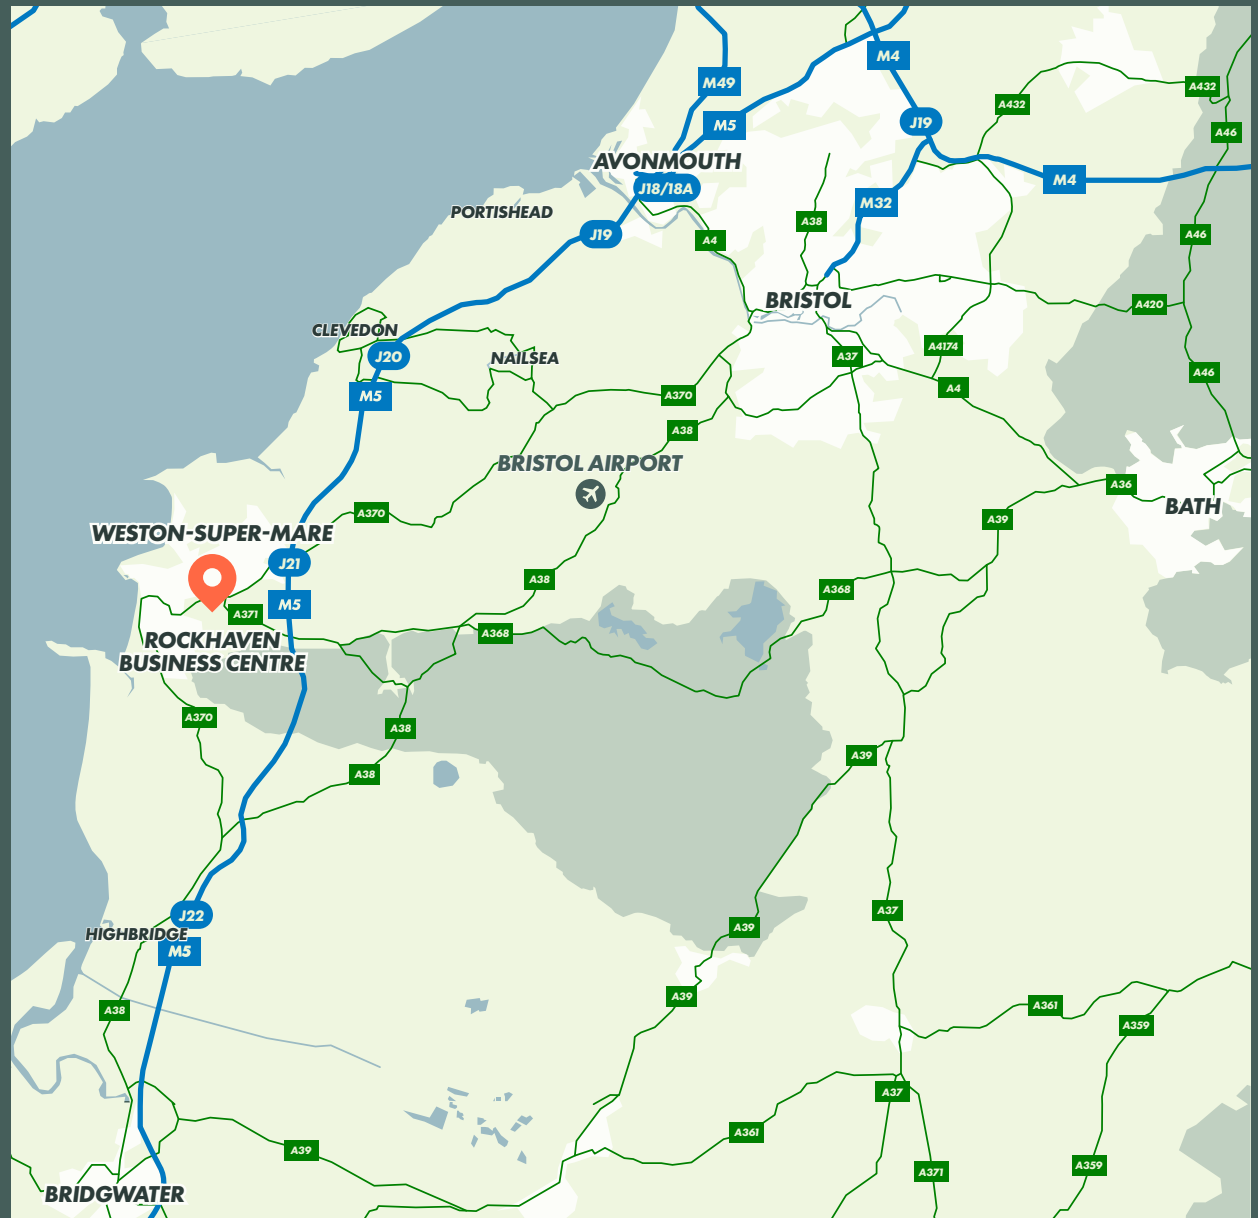 M4
M49
A432
A432
M5
J19
A46
AVONMOUTH
J18/18A
M4
M32
PORTISHEAD
A38
J19
A4
A46
BRISTOL
A420
CLEVEDON
J20
NAILSEA
A37
A4174
A46
M5
A370
A4
A38
BRISTOL AIRPORT
A36
BATH
A370
A39
WESTON-SUPER-MARE
J21
A38
A368
M5
A371
A368
ROCKHAVEN
BUSINESS CENTRE
A370
A38
A39
A38
A37
J22
A39
HIGHBRIDGE
M5
A39
A361
A38
A359
A37
A361
A39
A359
A371
BRIDGWATER